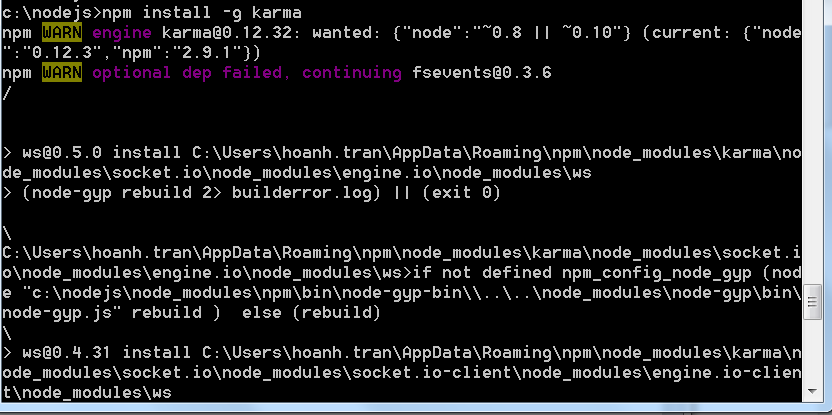 c:\nodejs>npm install -g karma
npm WARN engine karma@0.12.32: wanted: {"node":"~0.8 || ~0.10"} (current: {"node
":"0.12.3","npm":"2.9.1"})
npm WARN optional dep failed, continuing fsevents@0.3.6
/
> ws@0.5.0 install C:\Users\hoanh.tran\AppData\Roaming\npm\node_modules\karma\no
de_modules\socket.io\node_modules\engine.io\node_modules\ws
> (node-gyp rebuild 2> builderror.log) || (exit 0)
\
C:\Users\hoanh.tran\AppData\Roaming\npm\node_modules\karma\node_modules\socket.i
o\node_modules\engine.io\node_modules\ws>if not defined npm_config_node_gyp (nod
e "c:\nodejs\node_modules\npm\bin\node-gyp-bin\\..\..\node_modules\node-gyp\bin\
node-gyp.js" rebuild )  else (rebuild)
\
> ws@0.4.31 install C:\Users\hoanh.tran\AppData\Roaming\npm\node_modules\karma\n
ode_modules\socket.io\node_modules\socket.io-client\node_modules\engine.io-clien
t\node_modules\ws